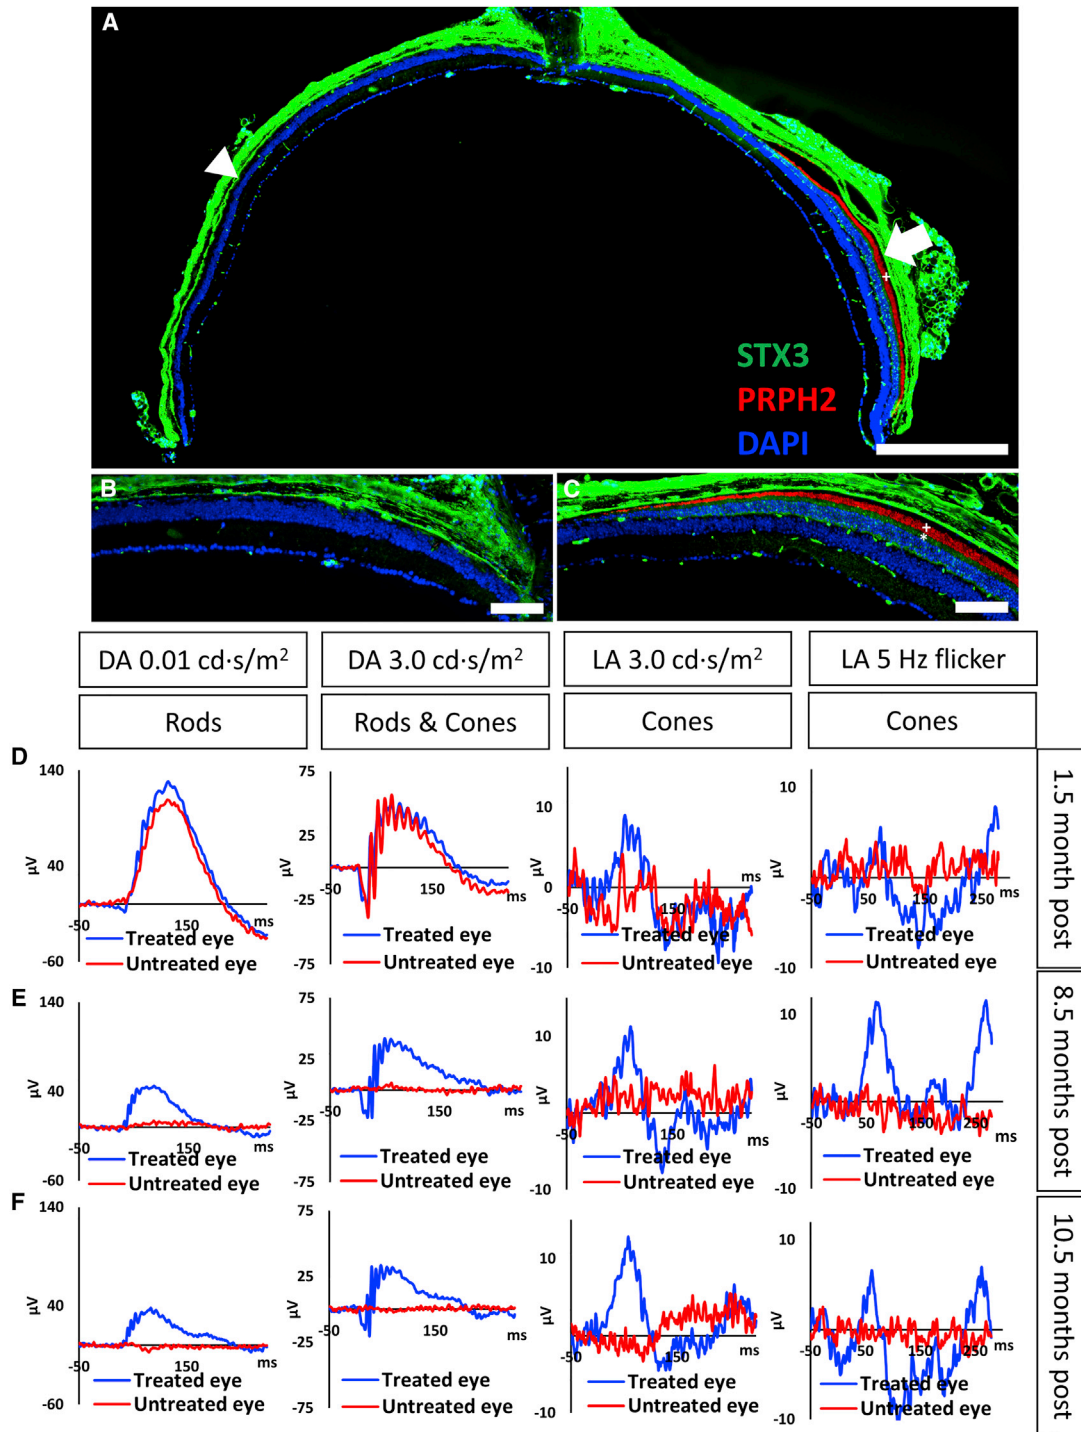 A
STX3
PRPH2
DAPI
B
C
DA 0.01 cd·s/m²
DA 3.0 cd·s/m²
LA 3.0 cd·s/m²
LA 5 Hz flicker
Rods
Rods & Cones
Cones
Cones
D
140
40
-60
µV
-50
150
ms
Treated eye
Untreated eye
75
25
-25
-75
µV
-50
150
ms
Treated eye
Untreated eye
10
0
-10
µV
-50
150
ms
Treated eye
Untreated eye
10
-10
µV
-50
50
150
250
ms
Treated eye
Untreated eye
1.5 month post
E
140
40
-60
µV
-50
150
ms
Treated eye
Untreated eye
75
25
-25
-75
µV
-50
150
ms
Treated eye
Untreated eye
10
-10
µV
-50
150
ms
Treated eye
Untreated eye
10
-10
µV
-50
50
150
250
ms
Treated eye
Untreated eye
8.5 months post
F
140
40
-60
µV
-50
150
ms
Treated eye
Untreated eye
75
25
-25
-75
µV
-50
150
ms
Treated eye
Untreated eye
10
-10
µV
-50
150
ms
Treated eye
Untreated eye
10
-10
µV
-50
50
150
250
ms
Treated eye
Untreated eye
10.5 months post